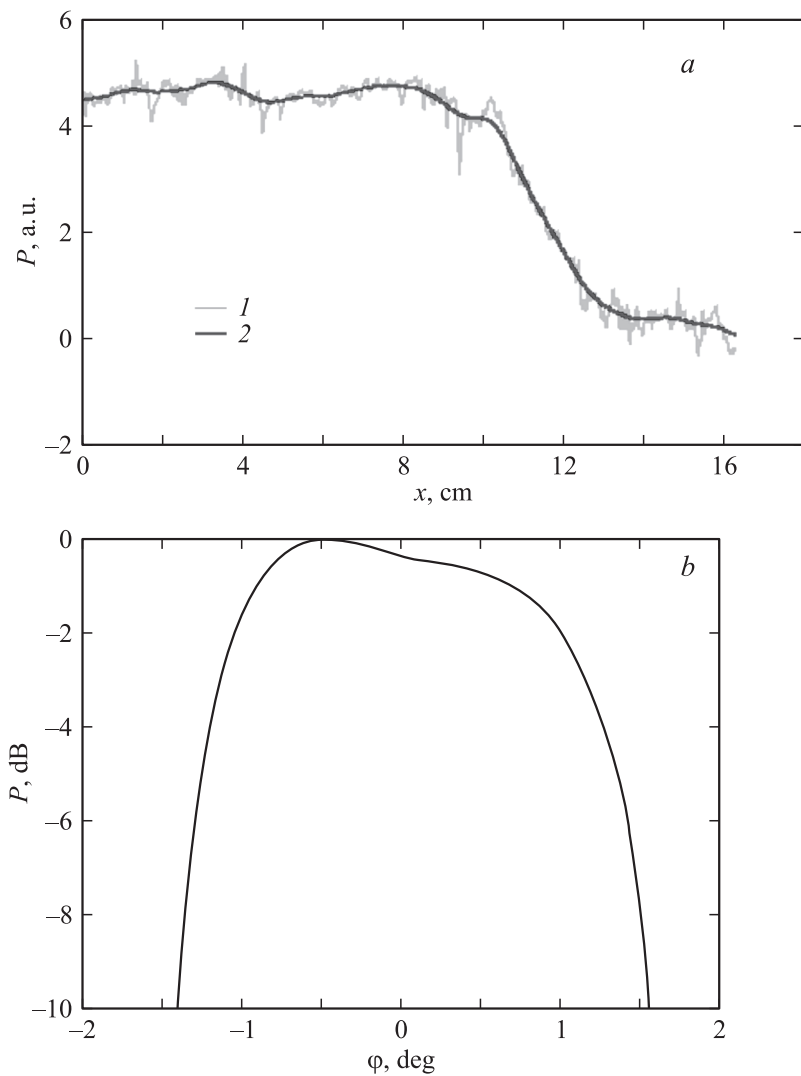 6
a
4
P, a.u.
2
1
2
0
–2
0 4 8 12 16
x, cm
0
b
–2
–4
P, dB
–6
–8
–10
–2 –1 0 1 2
φ, deg